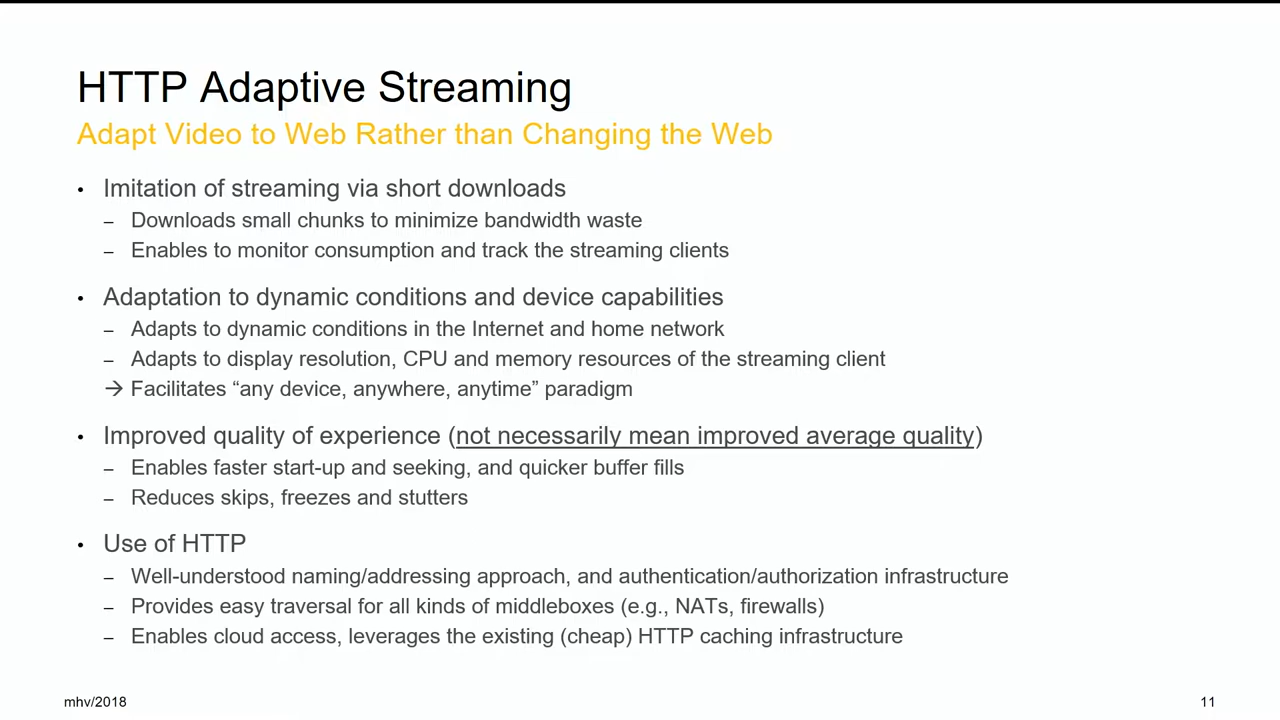 HTTP Adaptive Streaming
Adapt Video to Web Rather than Changing the Web
• Imitation of streaming via short downloads
– Downloads small chunks to minimize bandwidth waste
– Enables to monitor consumption and track the streaming clients
• Adaptation to dynamic conditions and device capabilities
– Adapts to dynamic conditions in the Internet and home network
– Adapts to display resolution, CPU and memory resources of the streaming client
→ Facilitates “any device, anywhere, anytime” paradigm
• Improved quality of experience (not necessarily mean improved average quality)
– Enables faster start-up and seeking, and quicker buffer fills
– Reduces skips, freezes and stutters
• Use of HTTP
– Well-understood naming/addressing approach, and authentication/authorization infrastructure
– Provides easy traversal for all kinds of middleboxes (e.g., NATs, firewalls)
– Enables cloud access, leverages the existing (cheap) HTTP caching infrastructure
mhv/2018
11